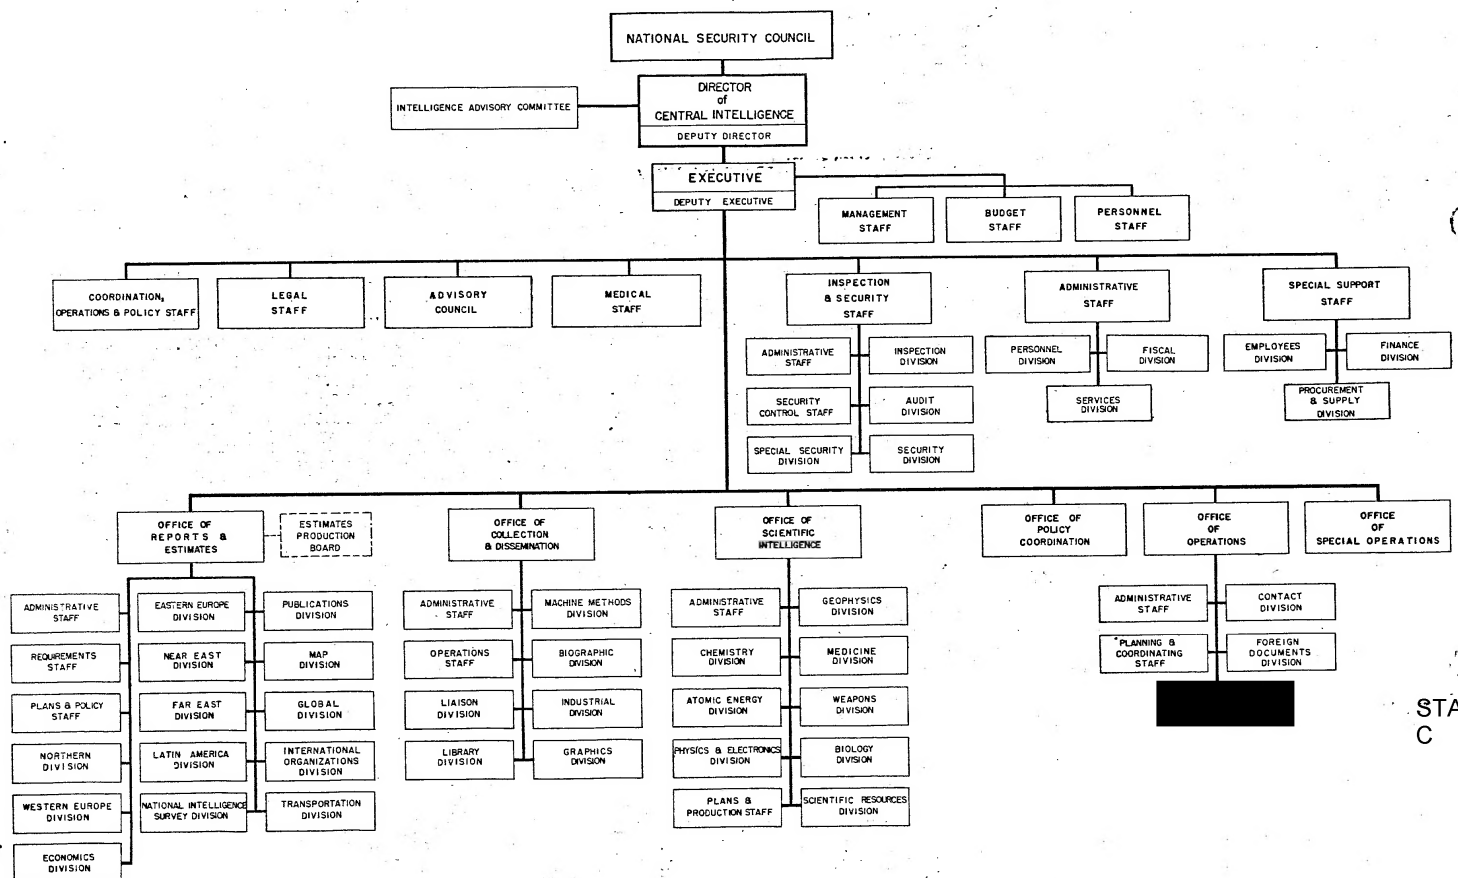 NATIONAL SECURITY COUNCIL
INTELLIGENCE ADVISORY COMMITTEE
DIRECTOR
of
CENTRAL INTELLIGENCE
DEPUTY DIRECTOR
EXECUTIVE
DEPUTY EXECUTIVE
MANAGEMENT
STAFF
BUDGET
STAFF
PERSONNEL
STAFF
COORDINATION,
OPERATIONS & POLICY STAFF
LEGAL
STAFF
ADVISORY
COUNCIL
MEDICAL
STAFF
INSPECTION
& SECURITY
STAFF
ADMINISTRATIVE
STAFF
SPECIAL SUPPORT
STAFF
ADMINISTRATIVE
STAFF
INSPECTION
DIVISION
SECURITY
CONTROL STAFF
AUDIT
DIVISION
SPECIAL SECURITY
DIVISION
SECURITY
DIVISION
PERSONNEL
DIVISION
FISCAL
DIVISION
SERVICES
DIVISION
EMPLOYEES
DIVISION
FINANCE
DIVISION
PROCUREMENT
& SUPPLY
DIVISION
OFFICE OF
REPORTS &
ESTIMATES
ESTIMATES
PRODUCTION
BOARD
OFFICE OF
COLLECTION
& DISSEMINATION
OFFICE OF
SCIENTIFIC
INTELLIGENCE
OFFICE OF
POLICY
COORDINATION
OFFICE
OF
OPERATIONS
OFFICE
OF
SPECIAL OPERATIONS
ADMINISTRATIVE
STAFF
EASTERN EUROPE
DIVISION
PUBLICATIONS
DIVISION
REQUIREMENTS
STAFF
NEAR EAST
DIVISION
MAP
DIVISION
PLANS & POLICY
STAFF
FAR EAST
DIVISION
GLOBAL
DIVISION
NORTHERN
DIVISION
LATIN AMERICA
DIVISION
INTERNATIONAL
ORGANIZATIONS
DIVISION
WESTERN EUROPE
DIVISION
NATIONAL INTELLIGENCE
SURVEY DIVISION
TRANSPORTATION
DIVISION
ECONOMICS
DIVISION
ADMINISTRATIVE
STAFF
MACHINE METHODS
DIVISION
OPERATIONS
STAFF
BIOGRAPHIC
DIVISION
LIAISON
DIVISION
INDUSTRIAL
DIVISION
LIBRARY
DIVISION
GRAPHICS
DIVISION
ADMINISTRATIVE
STAFF
GEOPHYSICS
DIVISION
CHEMISTRY
DIVISION
MEDICINE
DIVISION
ATOMIC ENERGY
DIVISION
WEAPONS
DIVISION
PHYSICS & ELECTRONICS
DIVISION
BIOLOGY
DIVISION
PLANS &
PRODUCTION STAFF
SCIENTIFIC RESOURCES
DIVISION
ADMINISTRATIVE
STAFF
CONTACT
DIVISION
PLANNING &
COORDINATING
STAFF
FOREIGN
DOCUMENTS
DIVISION
STA
C